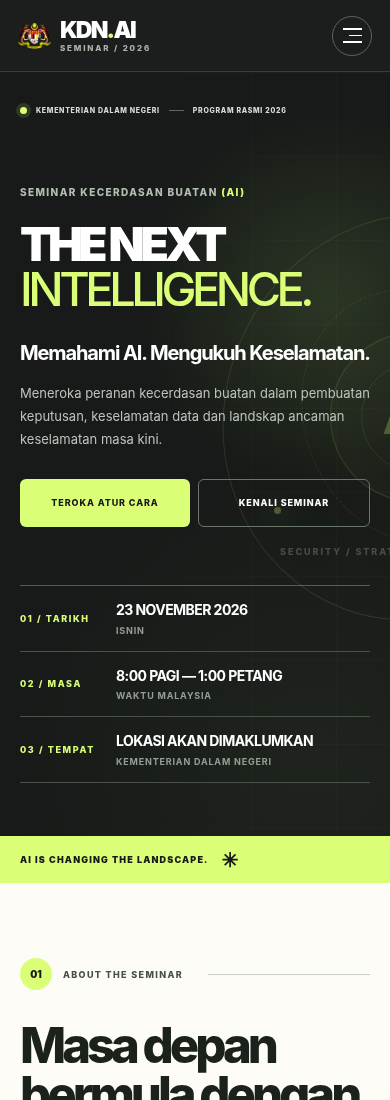 KDN.AI
SEMINAR / 2026
KEMENTERIAN DALAM NEGERI — PROGRAM RASMI 2026
SEMINAR KECERDASAN BUATAN (AI)
THE NEXT
INTELLIGENCE.
Memahami AI. Mengukuh Keselamatan.
Meneroka peranan kecerdasan buatan dalam pembuatan
keputusan, keselamatan data dan landskap ancaman
keselamatan masa kini.
TEROKA ATUR CARA
KENALI SEMINAR
SECURITY / STRAT
01 / TARIKH
23 NOVEMBER 2026
ISNIN
02 / MASA
8:00 PAGI — 1:00 PETANG
WAKTU MALAYSIA
03 / TEMPAT
LOKASI AKAN DIMAKLUMKAN
KEMENTERIAN DALAM NEGERI
AI IS CHANGING THE LANDSCAPE.
01 ABOUT THE SEMINAR
Masa depan
bermula dengan